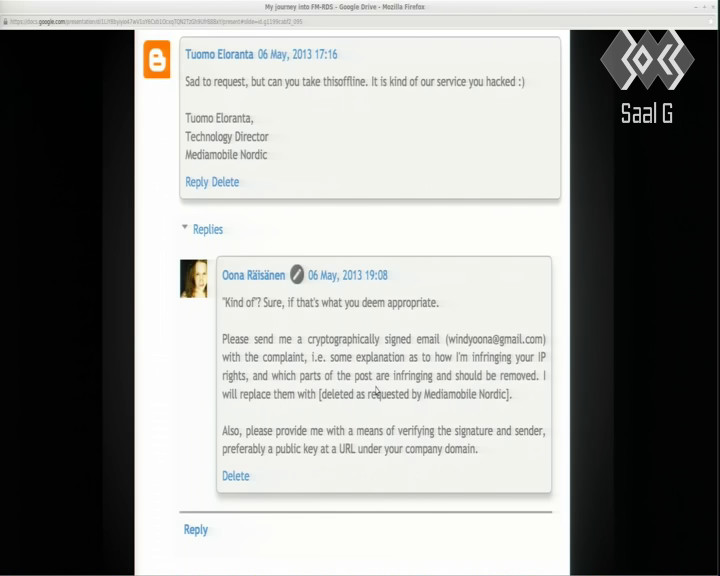 My journey into FM-RDS - Google Drive - Mozilla Firefox
Saal G
Tuomo Eloranta 06 May, 2013 17:16
Sad to request, but can you take thisoffline. It is kind of our service you hacked :)
Tuomo Eloranta,
Technology Director
Mediamobile Nordic
Reply Delete
Replies
Oona Räisänen 06 May, 2013 19:08
"Kind of"? Sure, if that's what you deem appropriate.
Please send me a cryptographically signed email (windyoona@gmail.com)
with the complaint, i.e. some explanation as to how I'm infringing your IP
rights, and which parts of the post are infringing and should be removed. I
will replace them with [deleted as requested by Mediamobile Nordic].
Also, please provide me with a means of verifying the signature and sender,
preferably a public key at a URL under your company domain.
Delete
Reply